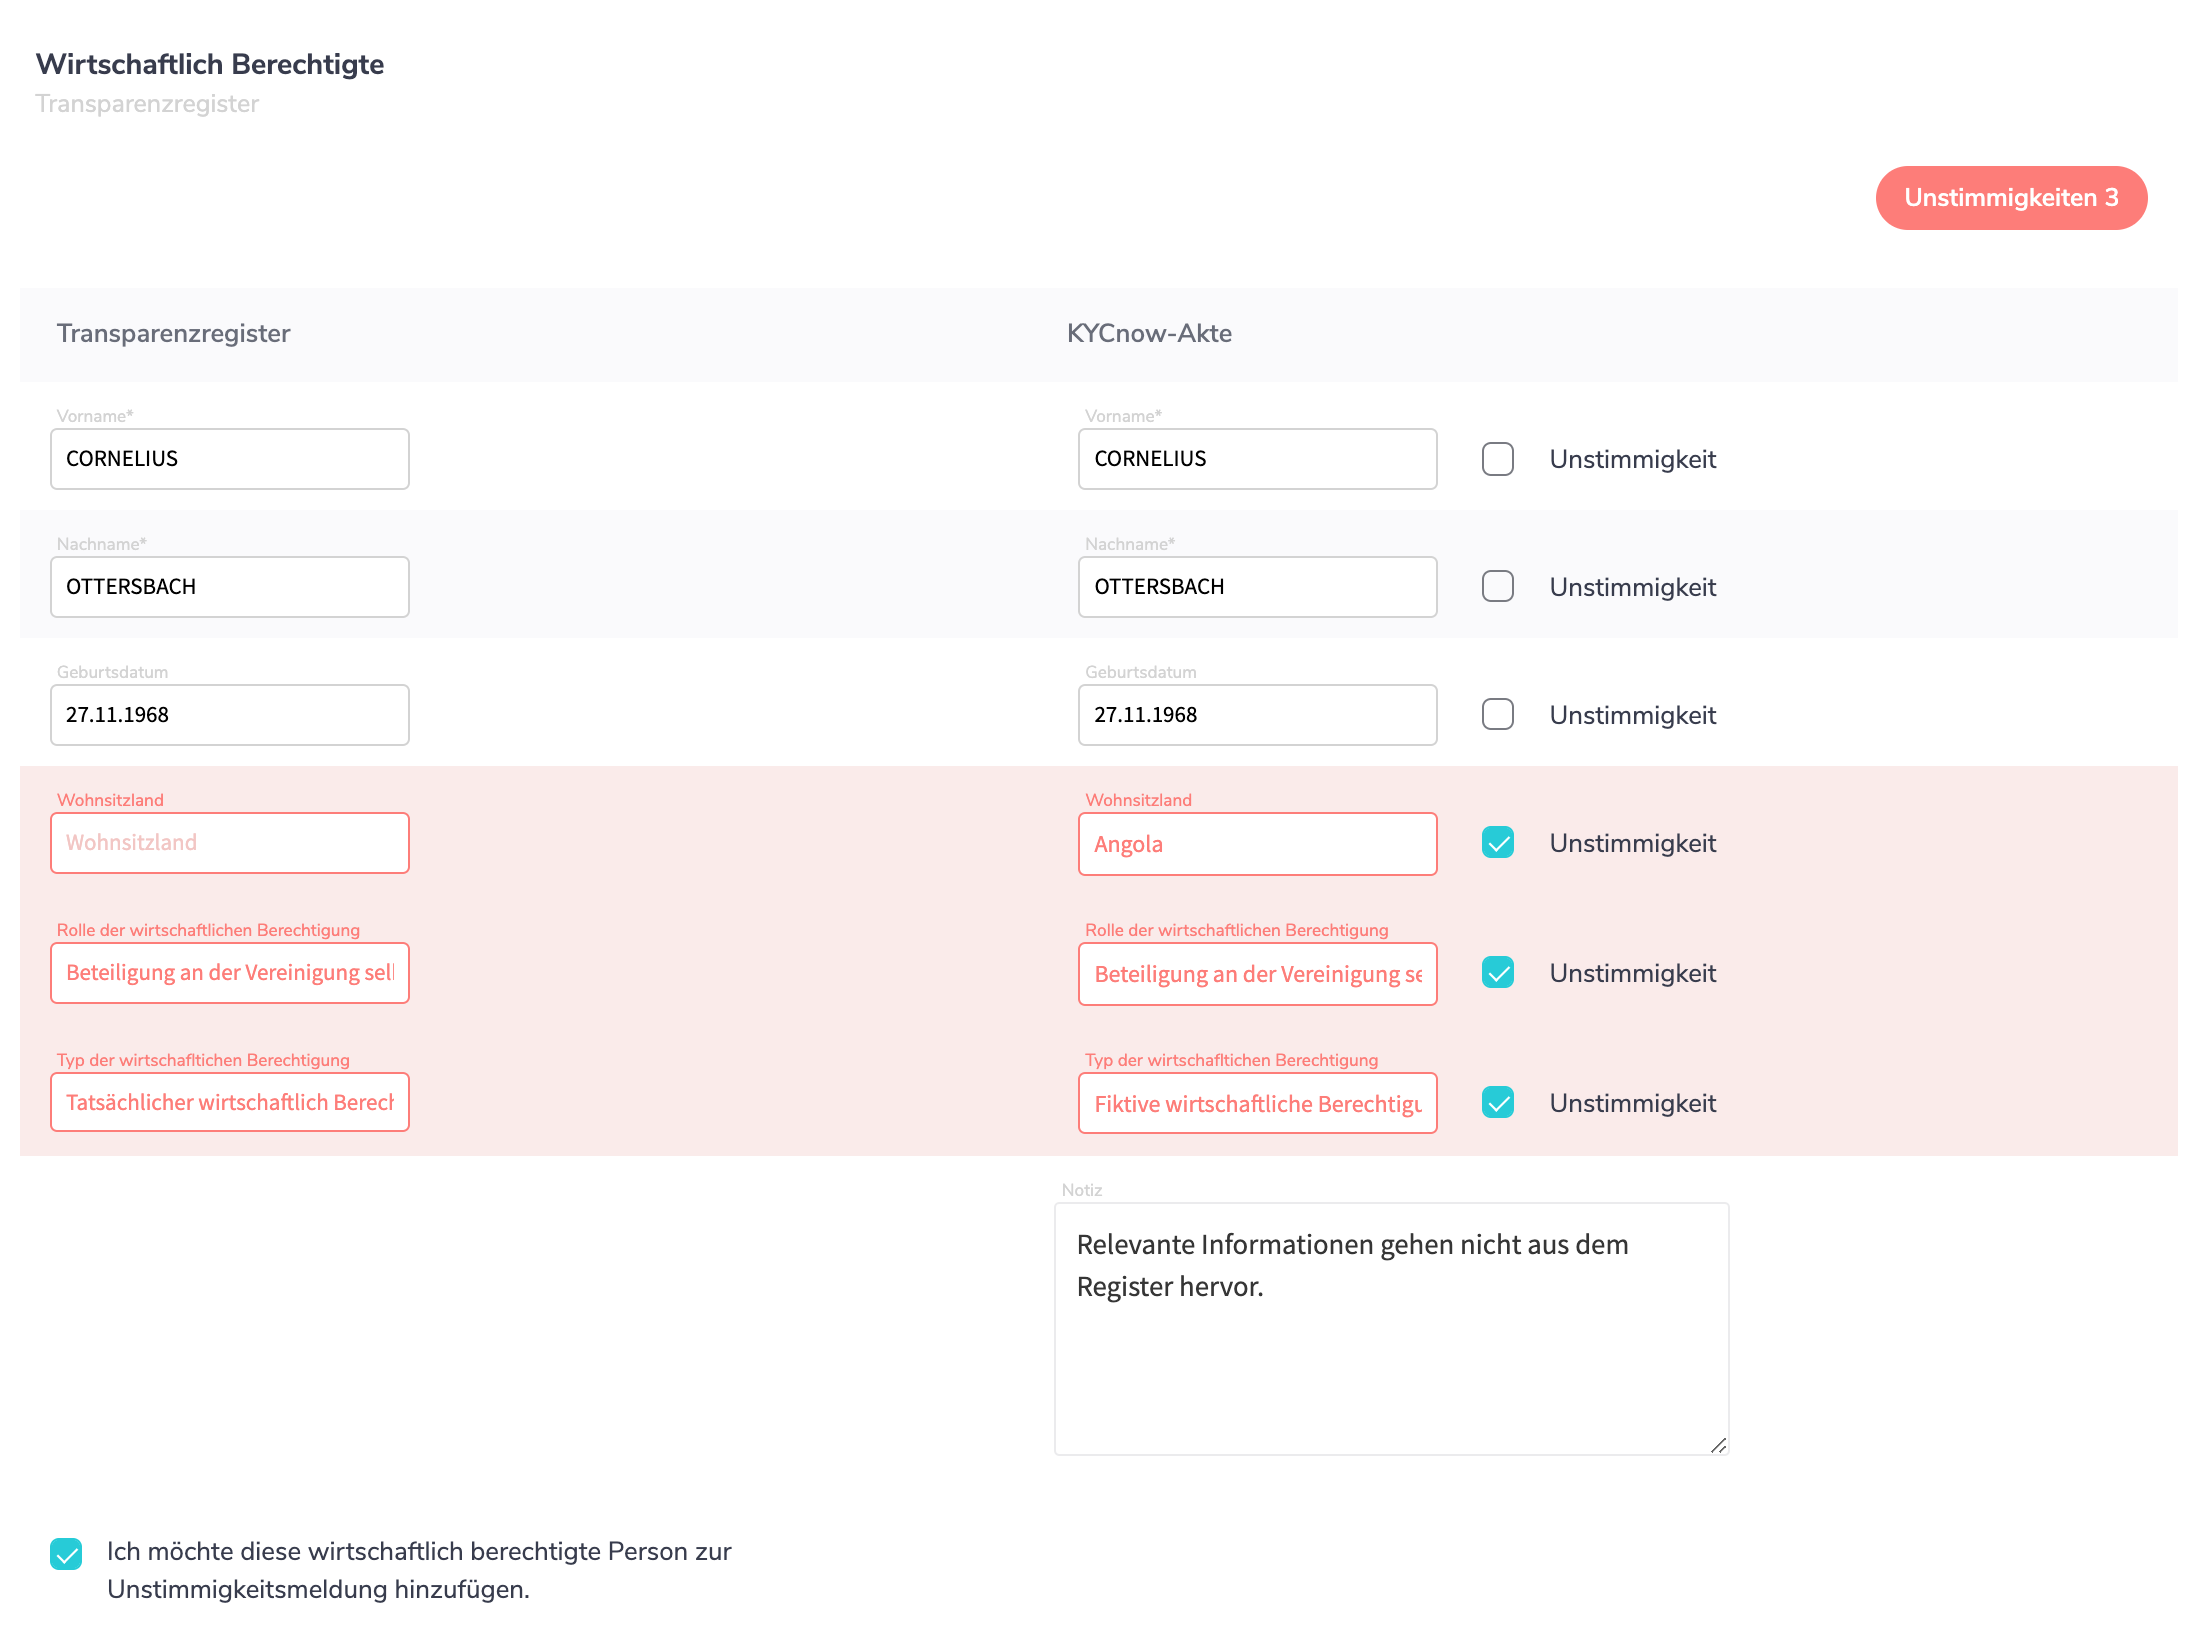 Wirtschaftlich Berechtigte
Transparenzregister
Unstimmigkeiten 3
Transparenzregister KYCnow-Akte
Vorname* Vorname*
CORNELIUS CORNELIUS Unstimmigkeit
Nachname* Nachname*
OTTERSBACH OTTERSBACH Unstimmigkeit
Geburtsdatum Geburtsdatum
27.11.1968 27.11.1968 Unstimmigkeit
Wohnsitzland Wohnsitzland
Wohnsitzland Angola Unstimmigkeit
Rolle der wirtschaftlichen Berechtigung Rolle der wirtschaftlichen Berechtigung
Beteiligung an der Vereinigung sel Beteiligung an der Vereinigung se Unstimmigkeit
Typ der wirtschafltichen Berechtigung Typ der wirtschafltichen Berechtigung
Tatsächlicher wirtschaftlich Berech Fiktive wirtschaftliche Berechtigu Unstimmigkeit
Notiz
Relevante Informationen gehen nicht aus dem
Register hervor.
Ich möchte diese wirtschaftlich berechtigte Person zur
Unstimmigkeitsmeldung hinzufügen.